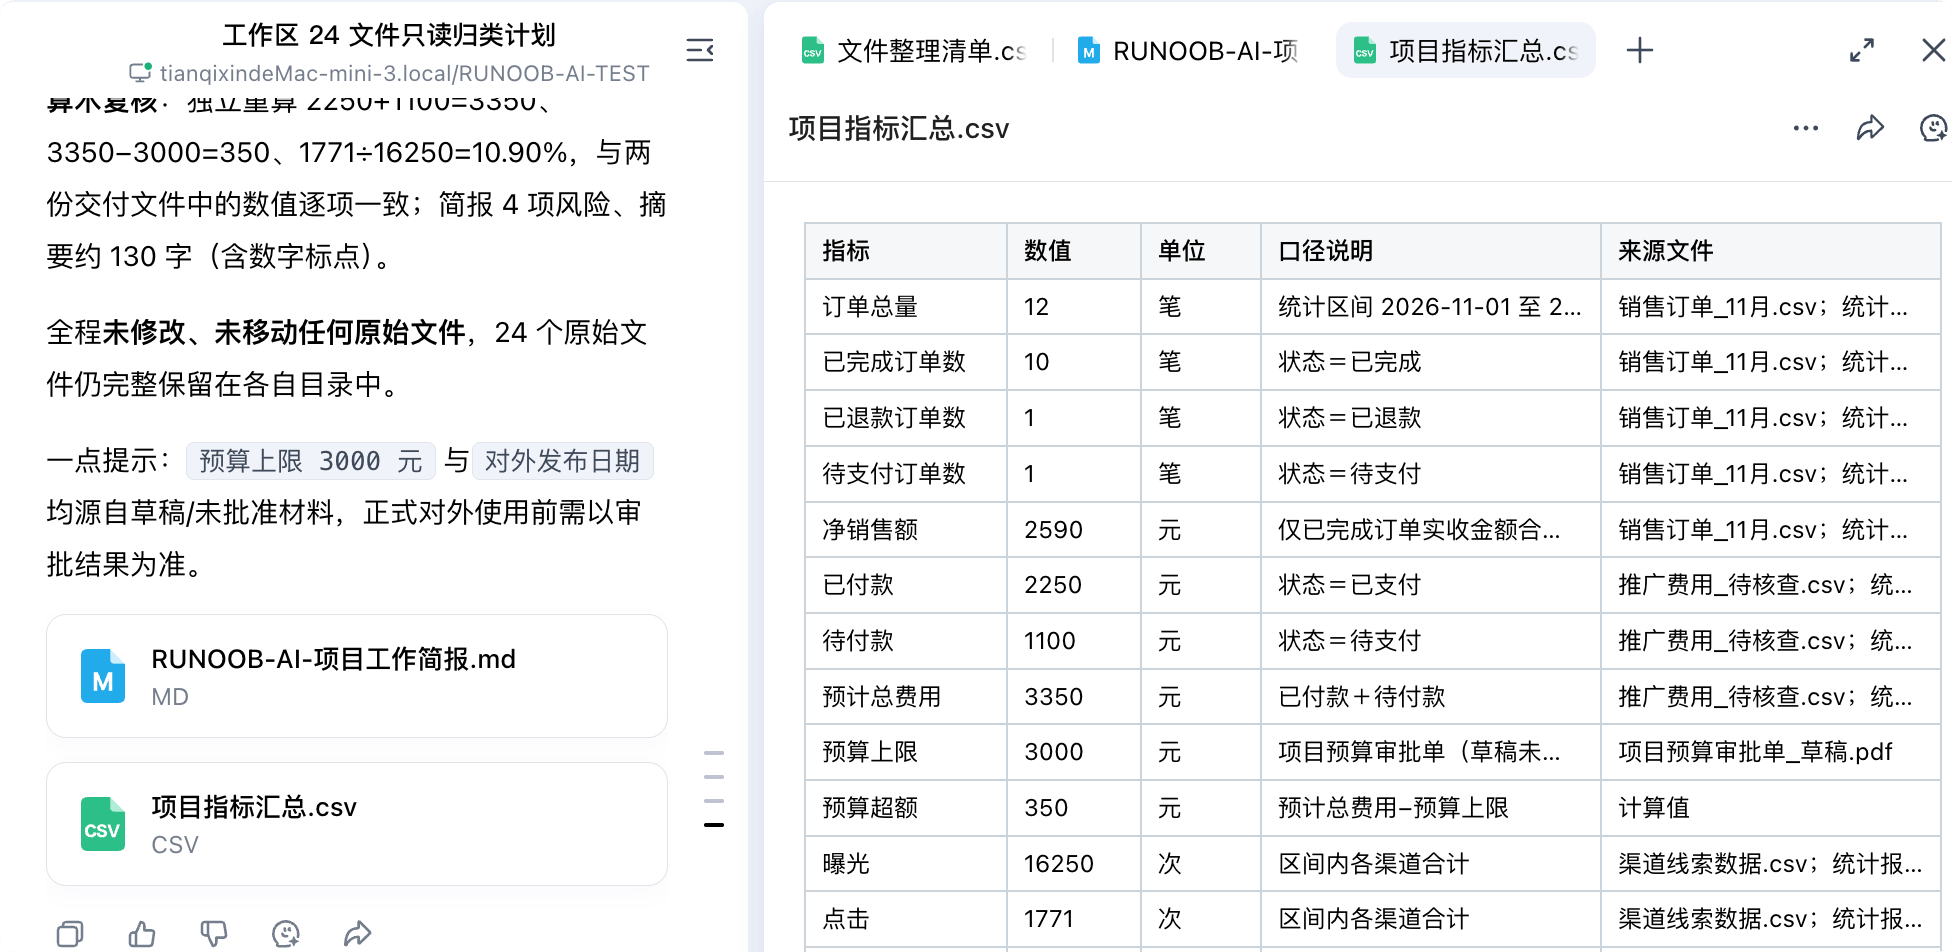 工作区 24 文件只读归类计划
tianqixindeMac-mini-3.local/RUNOOB-AI-TEST
算术复核：独立重算 2250+1100=3350、
3350−3000=350、1771÷16250=10.90%，与两
份交付文件中的数值逐项一致；简报 4 项风险、摘
要约 130 字（含数字标点）。
全程未修改、未移动任何原始文件，24 个原始文
件仍完整保留在各自目录中。
一点提示： 预算上限 3000 元 与 对外发布日期
均源自草稿/未批准材料，正式对外使用前需以审
批结果为准。
M
RUNOOB-AI-项目工作简报.md
MD
CSV
项目指标汇总.csv
CSV
CSV 文件整理清单.cs
M RUNOOB-AI-项
CSV 项目指标汇总.cs
项目指标汇总.csv
指标 数值 单位 口径说明 来源文件
订单总量 12 笔 统计区间 2026-11-01 至 2... 销售订单_11月.csv；统计...
已完成订单数 10 笔 状态＝已完成 销售订单_11月.csv；统计...
已退款订单数 1 笔 状态＝已退款 销售订单_11月.csv；统计...
待支付订单数 1 笔 状态＝待支付 销售订单_11月.csv；统计...
净销售额 2590 元 仅已完成订单实收金额合... 销售订单_11月.csv；统计...
已付款 2250 元 状态＝已支付 推广费用_待核查.csv；统...
待付款 1100 元 状态＝待支付 推广费用_待核查.csv；统...
预计总费用 3350 元 已付款＋待付款 推广费用_待核查.csv；统...
预算上限 3000 元 项目预算审批单（草稿未... 项目预算审批单_草稿.pdf
预算超额 350 元 预计总费用−预算上限 计算值
曝光 16250 次 区间内各渠道合计 渠道线索数据.csv；统计报...
点击 1771 次 区间内各渠道合计 渠道线索数据.csv；统计报...